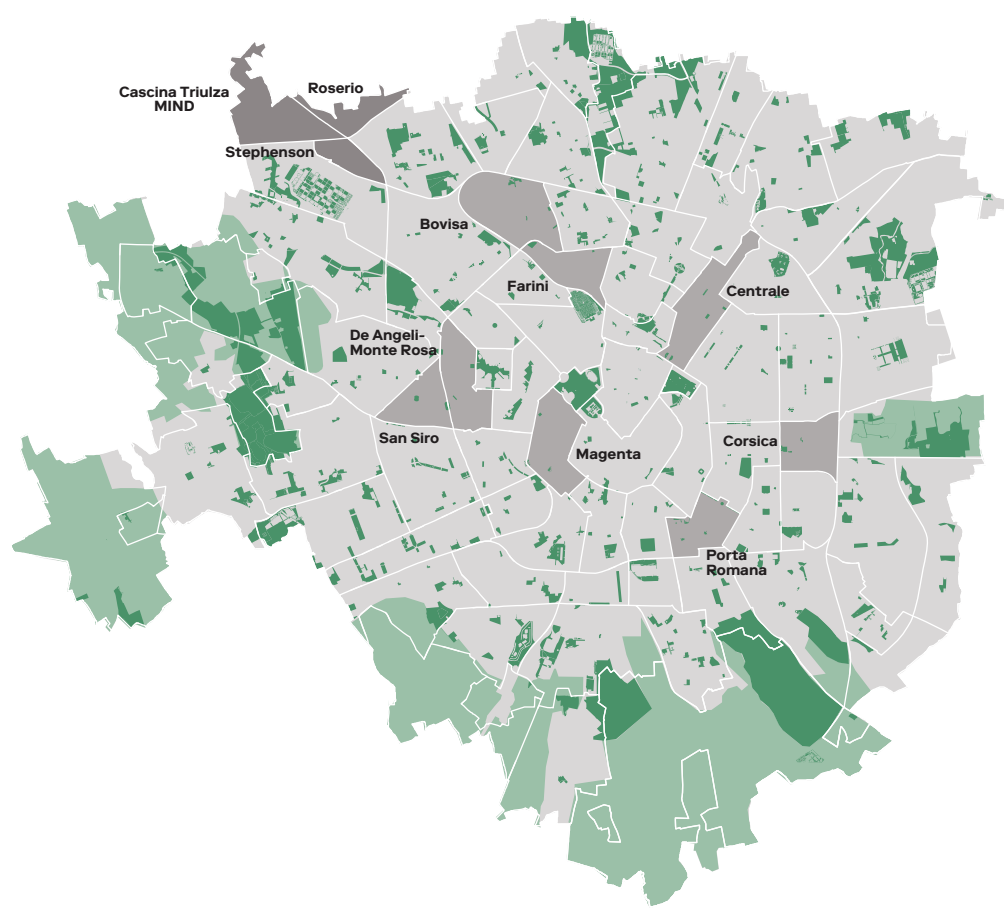 Roserio
Cascina Triulza
MIND
Stephenson
Bovisa
Farini
Centrale
De Angeli-
Monte Rosa
San Siro
Magenta
Corsica
Porta
Romana